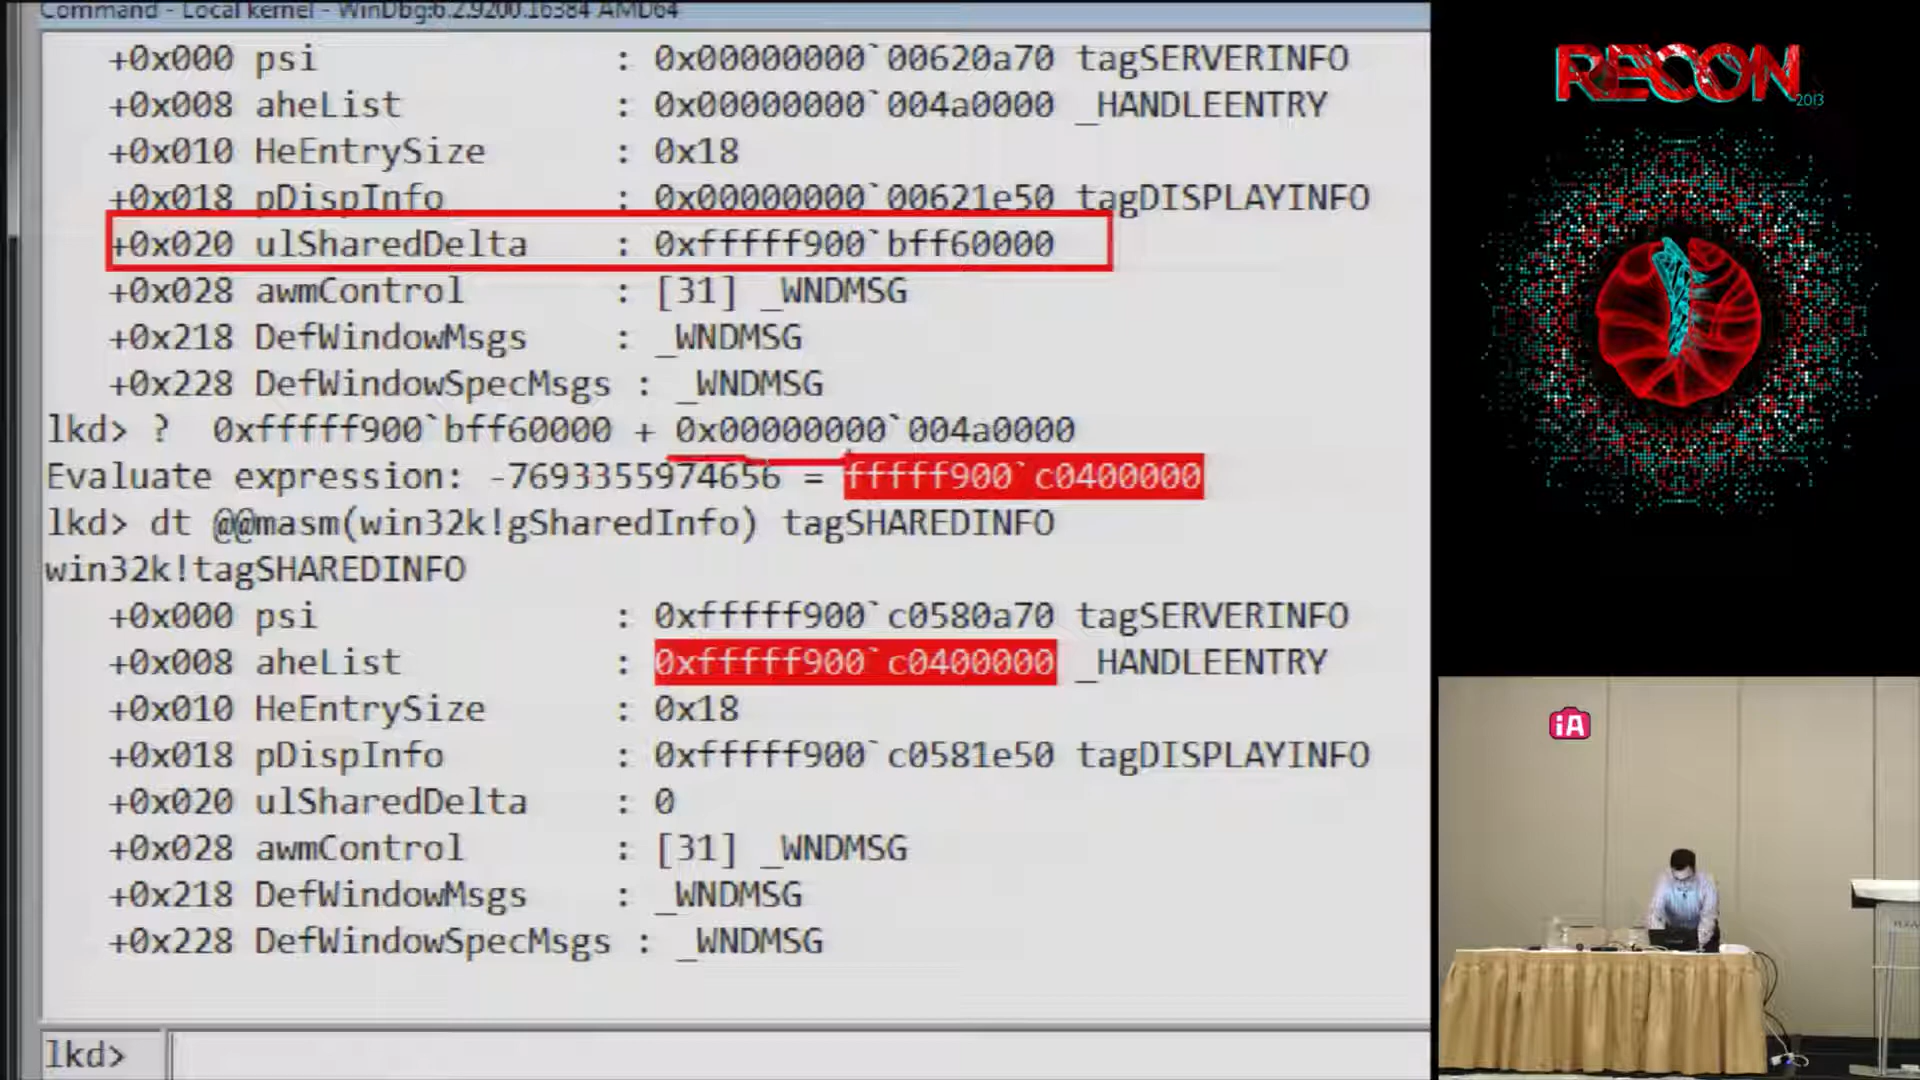 Command - Local kernel - WinDbg:6.2.9200.16384 AMD64
+0x000 psi : 0x00000000`00620a70 tagSERVERINFO
+0x008 aheList : 0x00000000`004a0000 _HANDLEENTRY
+0x010 HeEntrySize : 0x18
+0x018 pDispInfo : 0x00000000`00621e50 tagDISPLAYINFO
+0x020 ulSharedDelta : 0xfffff900`bff60000
+0x028 awmControl : [31] _WNDMSG
+0x218 DefWindowMsgs : _WNDMSG
+0x228 DefWindowSpecMsgs : _WNDMSG
lkd> ? 0xfffff900`bff60000 + 0x00000000`004a0000
Evaluate expression: -7693355974656 = fffff900`c0400000
lkd> dt @@masm(win32k!gSharedInfo) tagSHAREDINFO
win32k!tagSHAREDINFO
+0x000 psi : 0xfffff900`c0580a70 tagSERVERINFO
+0x008 aheList : 0xfffff900`c0400000 _HANDLEENTRY
+0x010 HeEntrySize : 0x18
+0x018 pDispInfo : 0xfffff900`c0581e50 tagDISPLAYINFO
+0x020 ulSharedDelta : 0
+0x028 awmControl : [31] _WNDMSG
+0x218 DefWindowMsgs : _WNDMSG
+0x228 DefWindowSpecMsgs : _WNDMSG
lkd>
RECON
2013
iA